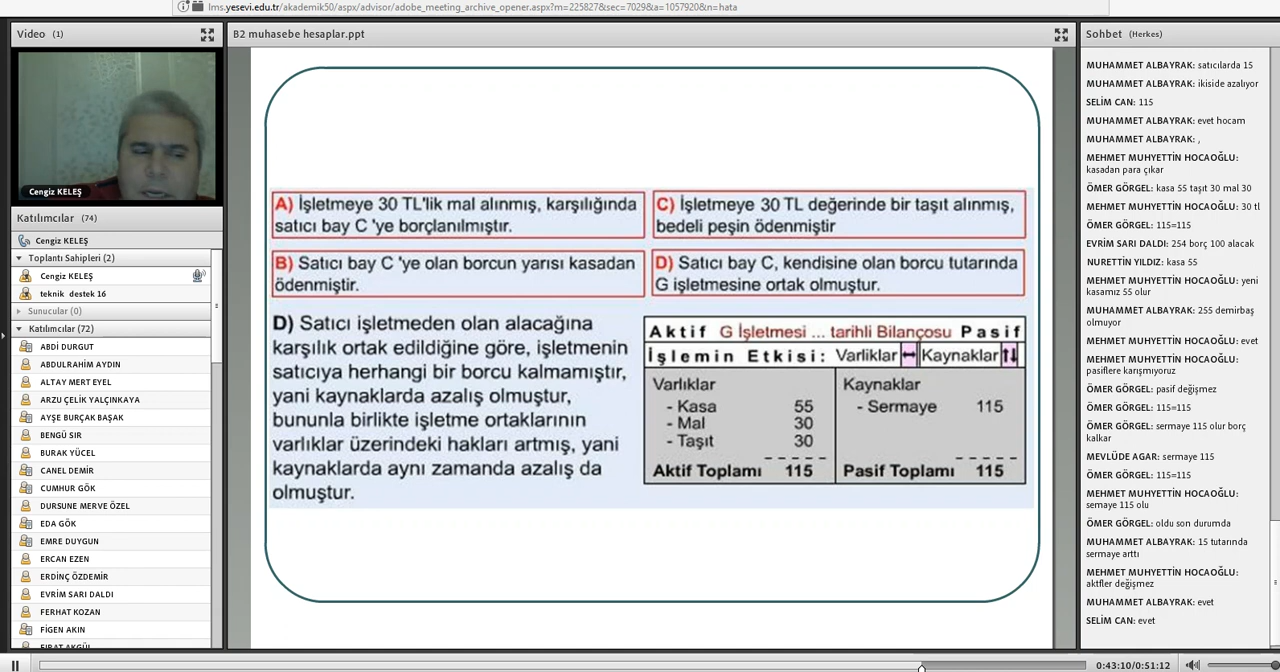 lms.yesevi.edu.tr/akademik50/aspx/advisor/adobe_meeting_archive_opener.aspx?m=225827&sec=7029&a=1057920&n=hata
Video (1)
Cengiz KELEŞ
Katılımcılar (74)
Cengiz KELEŞ
Toplantı Sahipleri (2)
Cengiz KELEŞ
teknik destek 16
Sunucular (0)
Katılımcılar (72)
ABDİ DURGUT
ABDULRAHİM AYDIN
ALTAY MERT EYEL
ARZU ÇELİK YALÇINKAYA
AYŞE BURÇAK BAŞAK
BENGÜ SIR
BURAK YÜCEL
CANEL DEMİR
CUMHUR GÖK
DURSUNE MERVE ÖZEL
EDA GÖK
EMRE DUYGUN
ERCAN EZEN
ERDİNÇ ÖZDEMİR
EVRİM SARI DALDI
FERHAT KOZAN
FİGEN AKIN
FIRAT AKGÜL
B2 muhasebe hesaplar.ppt
A) İşletmeye 30 TL'lik mal alınmış, karşılığında
satıcı bay C 'ye borçlanılmıştır.
C) İşletmeye 30 TL değerinde bir taşıt alınmış,
bedeli peşin ödenmiştir
B) Satıcı bay C 'ye olan borcun yarısı kasadan
ödenmiştir.
D) Satıcı bay C, kendisine olan borcu tutarında
G işletmesine ortak olmuştur.
D) Satıcı işletmeden olan alacağına
karşılık ortak edildiğine göre, işletmenin
satıcıya herhangi bir borcu kalmamıştır,
yani kaynaklarda azalış olmuştur,
bununla birlikte işletme ortaklarının
varlıklar üzerindeki hakları artmış, yani
kaynaklarda aynı zamanda azalış da
olmuştur.
Aktif G İşletmesi ... tarihli Bilançosu Pasif
İşlemin Etkisi: Varlıklar ↔ Kaynaklar ↑↓
Varlıklar Kaynaklar
- Kasa 55 - Sermaye 115
- Mal 30
- Taşıt 30
Aktif Toplamı 115 Pasif Toplamı 115
Sohbet (Herkes)
MUHAMMET ALBAYRAK: satıcılarda 15
MUHAMMET ALBAYRAK: ikiside azalıyor
SELİM CAN: 115
MUHAMMET ALBAYRAK: evet hocam
MUHAMMET ALBAYRAK: ,
MEHMET MUHYETTİN HOCAOĞLU:
kasadan para çıkar
ÖMER GÖRGEL: kasa 55 taşıt 30 mal 30
MEHMET MUHYETTİN HOCAOĞLU: 30 tl
ÖMER GÖRGEL: 115=115
EVRİM SARI DALDI: 254 borç 100 alacak
NURETTİN YILDIZ: kasa 55
MEHMET MUHYETTİN HOCAOĞLU: yeni
kasamız 55 olur
MUHAMMET ALBAYRAK: 255 demirbaş
olmuyor
MEHMET MUHYETTİN HOCAOĞLU: evet
MEHMET MUHYETTİN HOCAOĞLU:
pasiflere karışmıyoruz
ÖMER GÖRGEL: pasif değişmez
ÖMER GÖRGEL: 115=115
ÖMER GÖRGEL: sermaye 115 olur borç
kalkar
MEVLÜDE AGAR: sermaye 115
ÖMER GÖRGEL: 115=115
MEHMET MUHYETTİN HOCAOĞLU:
semaye 115 olu
ÖMER GÖRGEL: oldu son durumda
MUHAMMET ALBAYRAK: 15 tutarında
sermaye arttı
MEHMET MUHYETTİN HOCAOĞLU:
aktfler değişmez
MUHAMMET ALBAYRAK: evet
SELİM CAN: evet
0:43:10/0:51:12